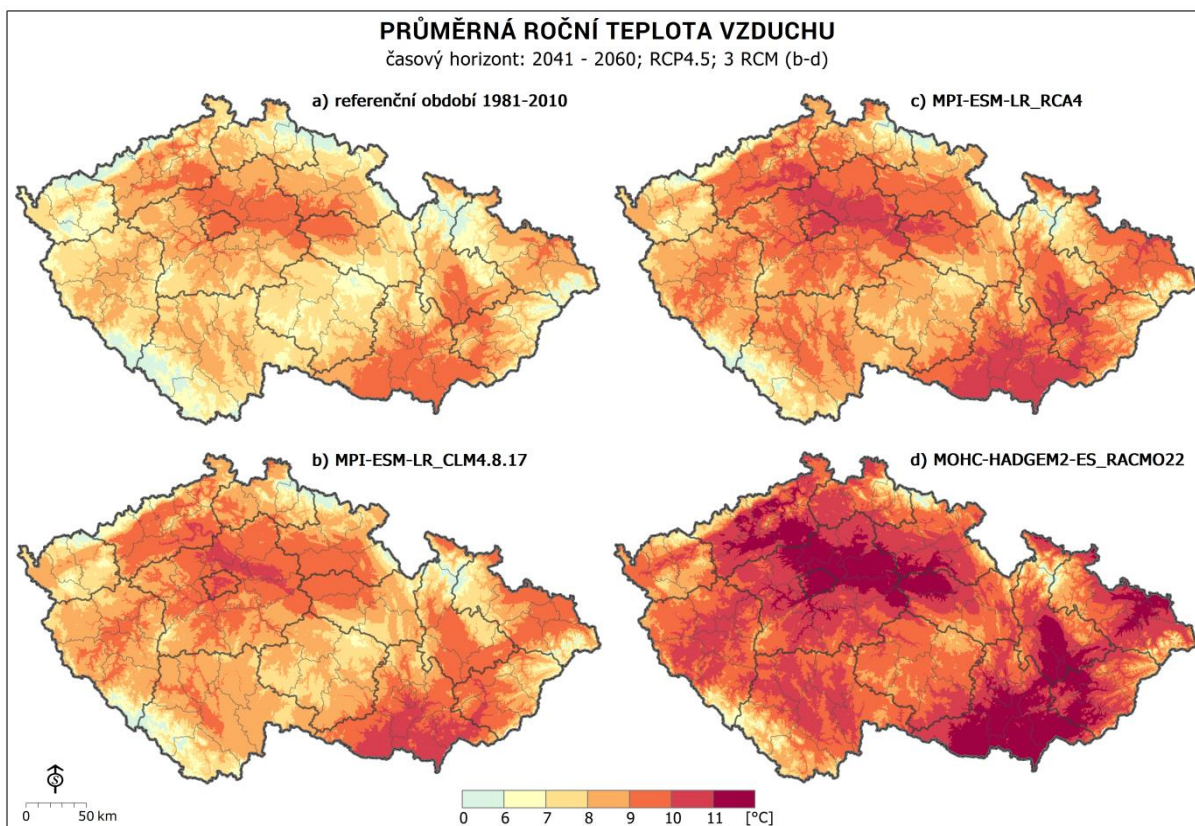 PRŮMĚRNÁ ROČNÍ TEPLOTA VZDUCHU
časový horizont: 2041 - 2060; RCP4.5; 3 RCM (b-d)
a) referenční období 1981-2010
c) MPI-ESM-LR_RCA4
b) MPI-ESM-LR_CLM4.8.17
d) MOHC-HADGEM2-ES_RACMO22
S
0 50 km
0 6 7 8 9 10 11 [°C]